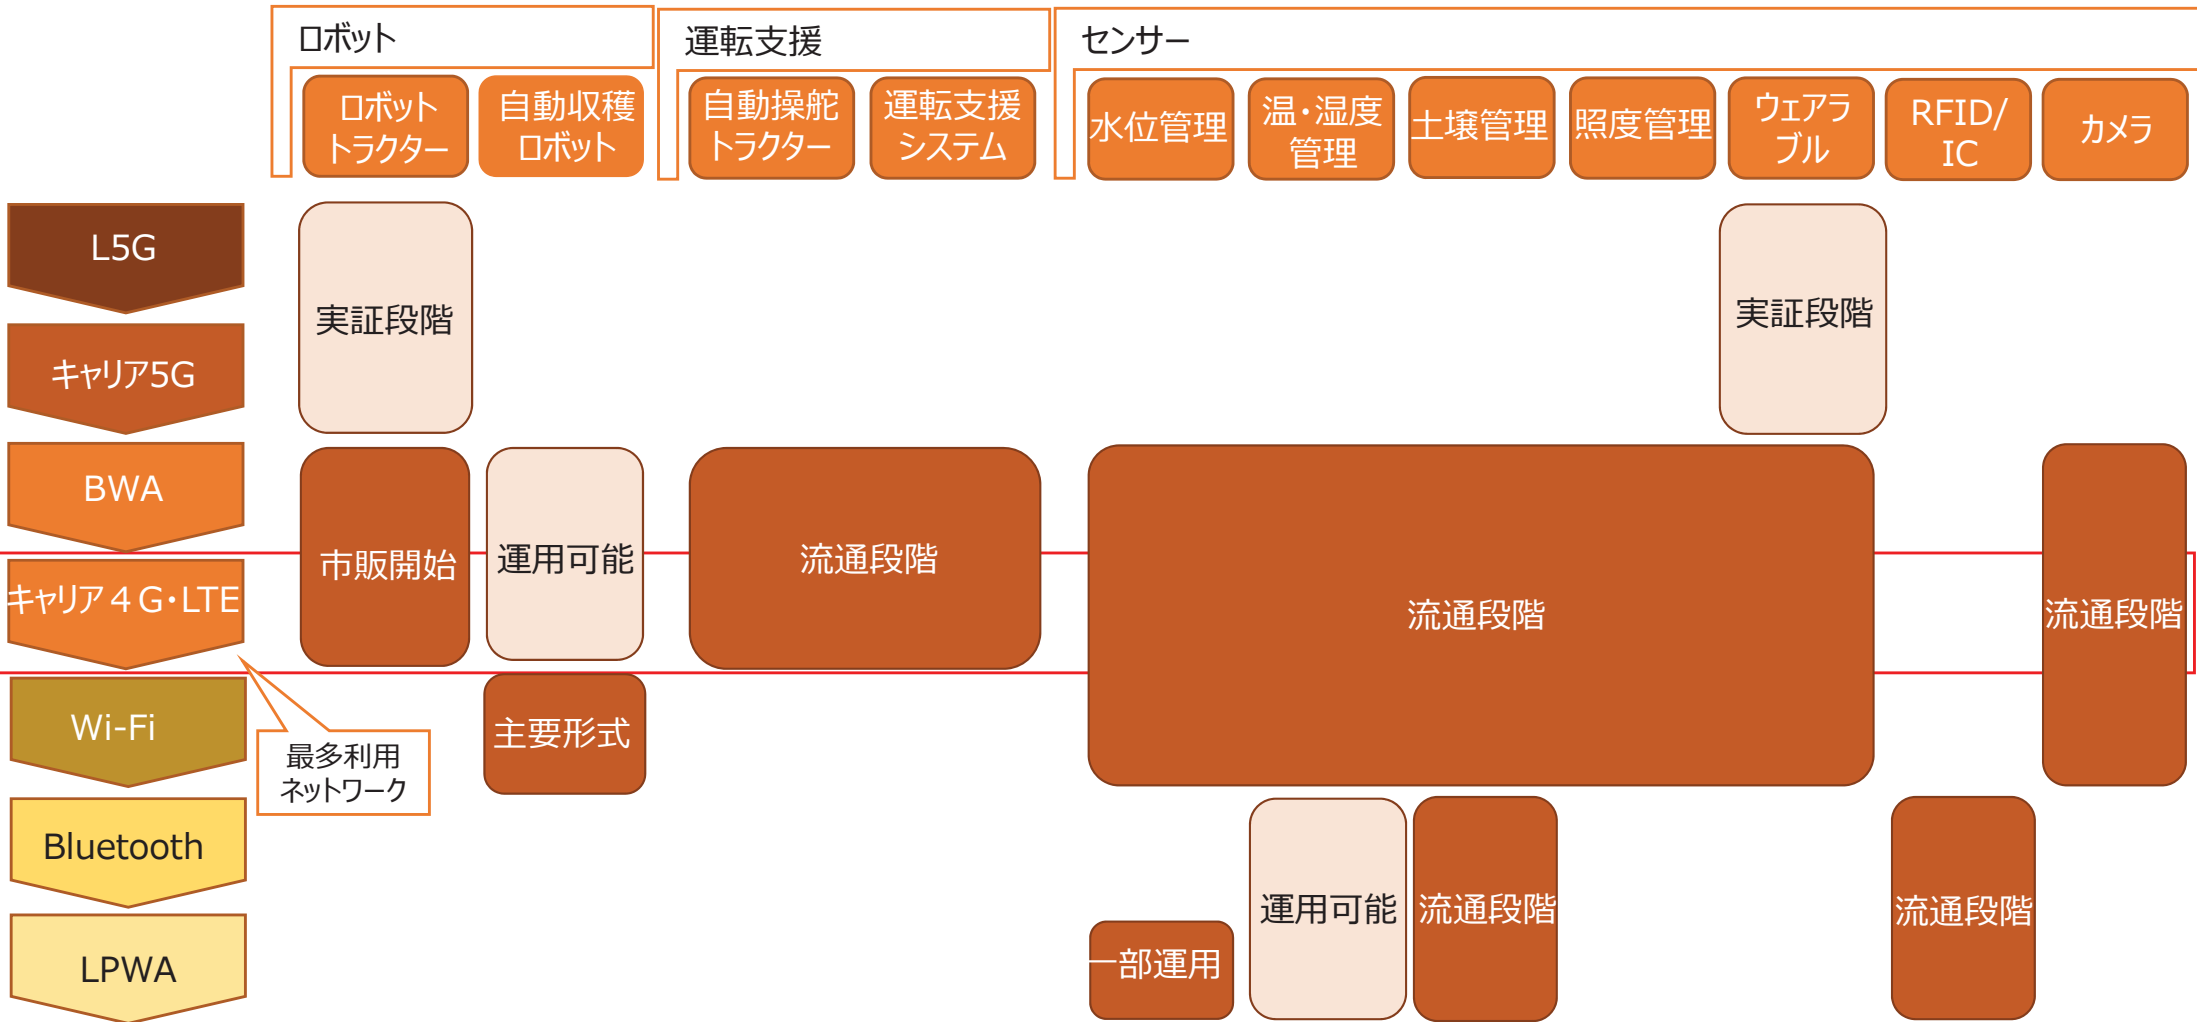 ロボット
運転支援
センサー
ロボット
トラクター
自動収穫
ロボット
自動操舵
トラクター
運転支援
システム
水位管理
温・湿度
管理
土壌管理
照度管理
ウェアラ
ブル
RFID/
IC
カメラ
L5G
実証段階
実証段階
キャリア5G
BWA
市販開始
運用可能
流通段階
流通段階
流通段階
キャリア４G・LTE
Wi-Fi
主要形式
最多利用
ネットワーク
Bluetooth
運用可能
流通段階
流通段階
LPWA
一部運用